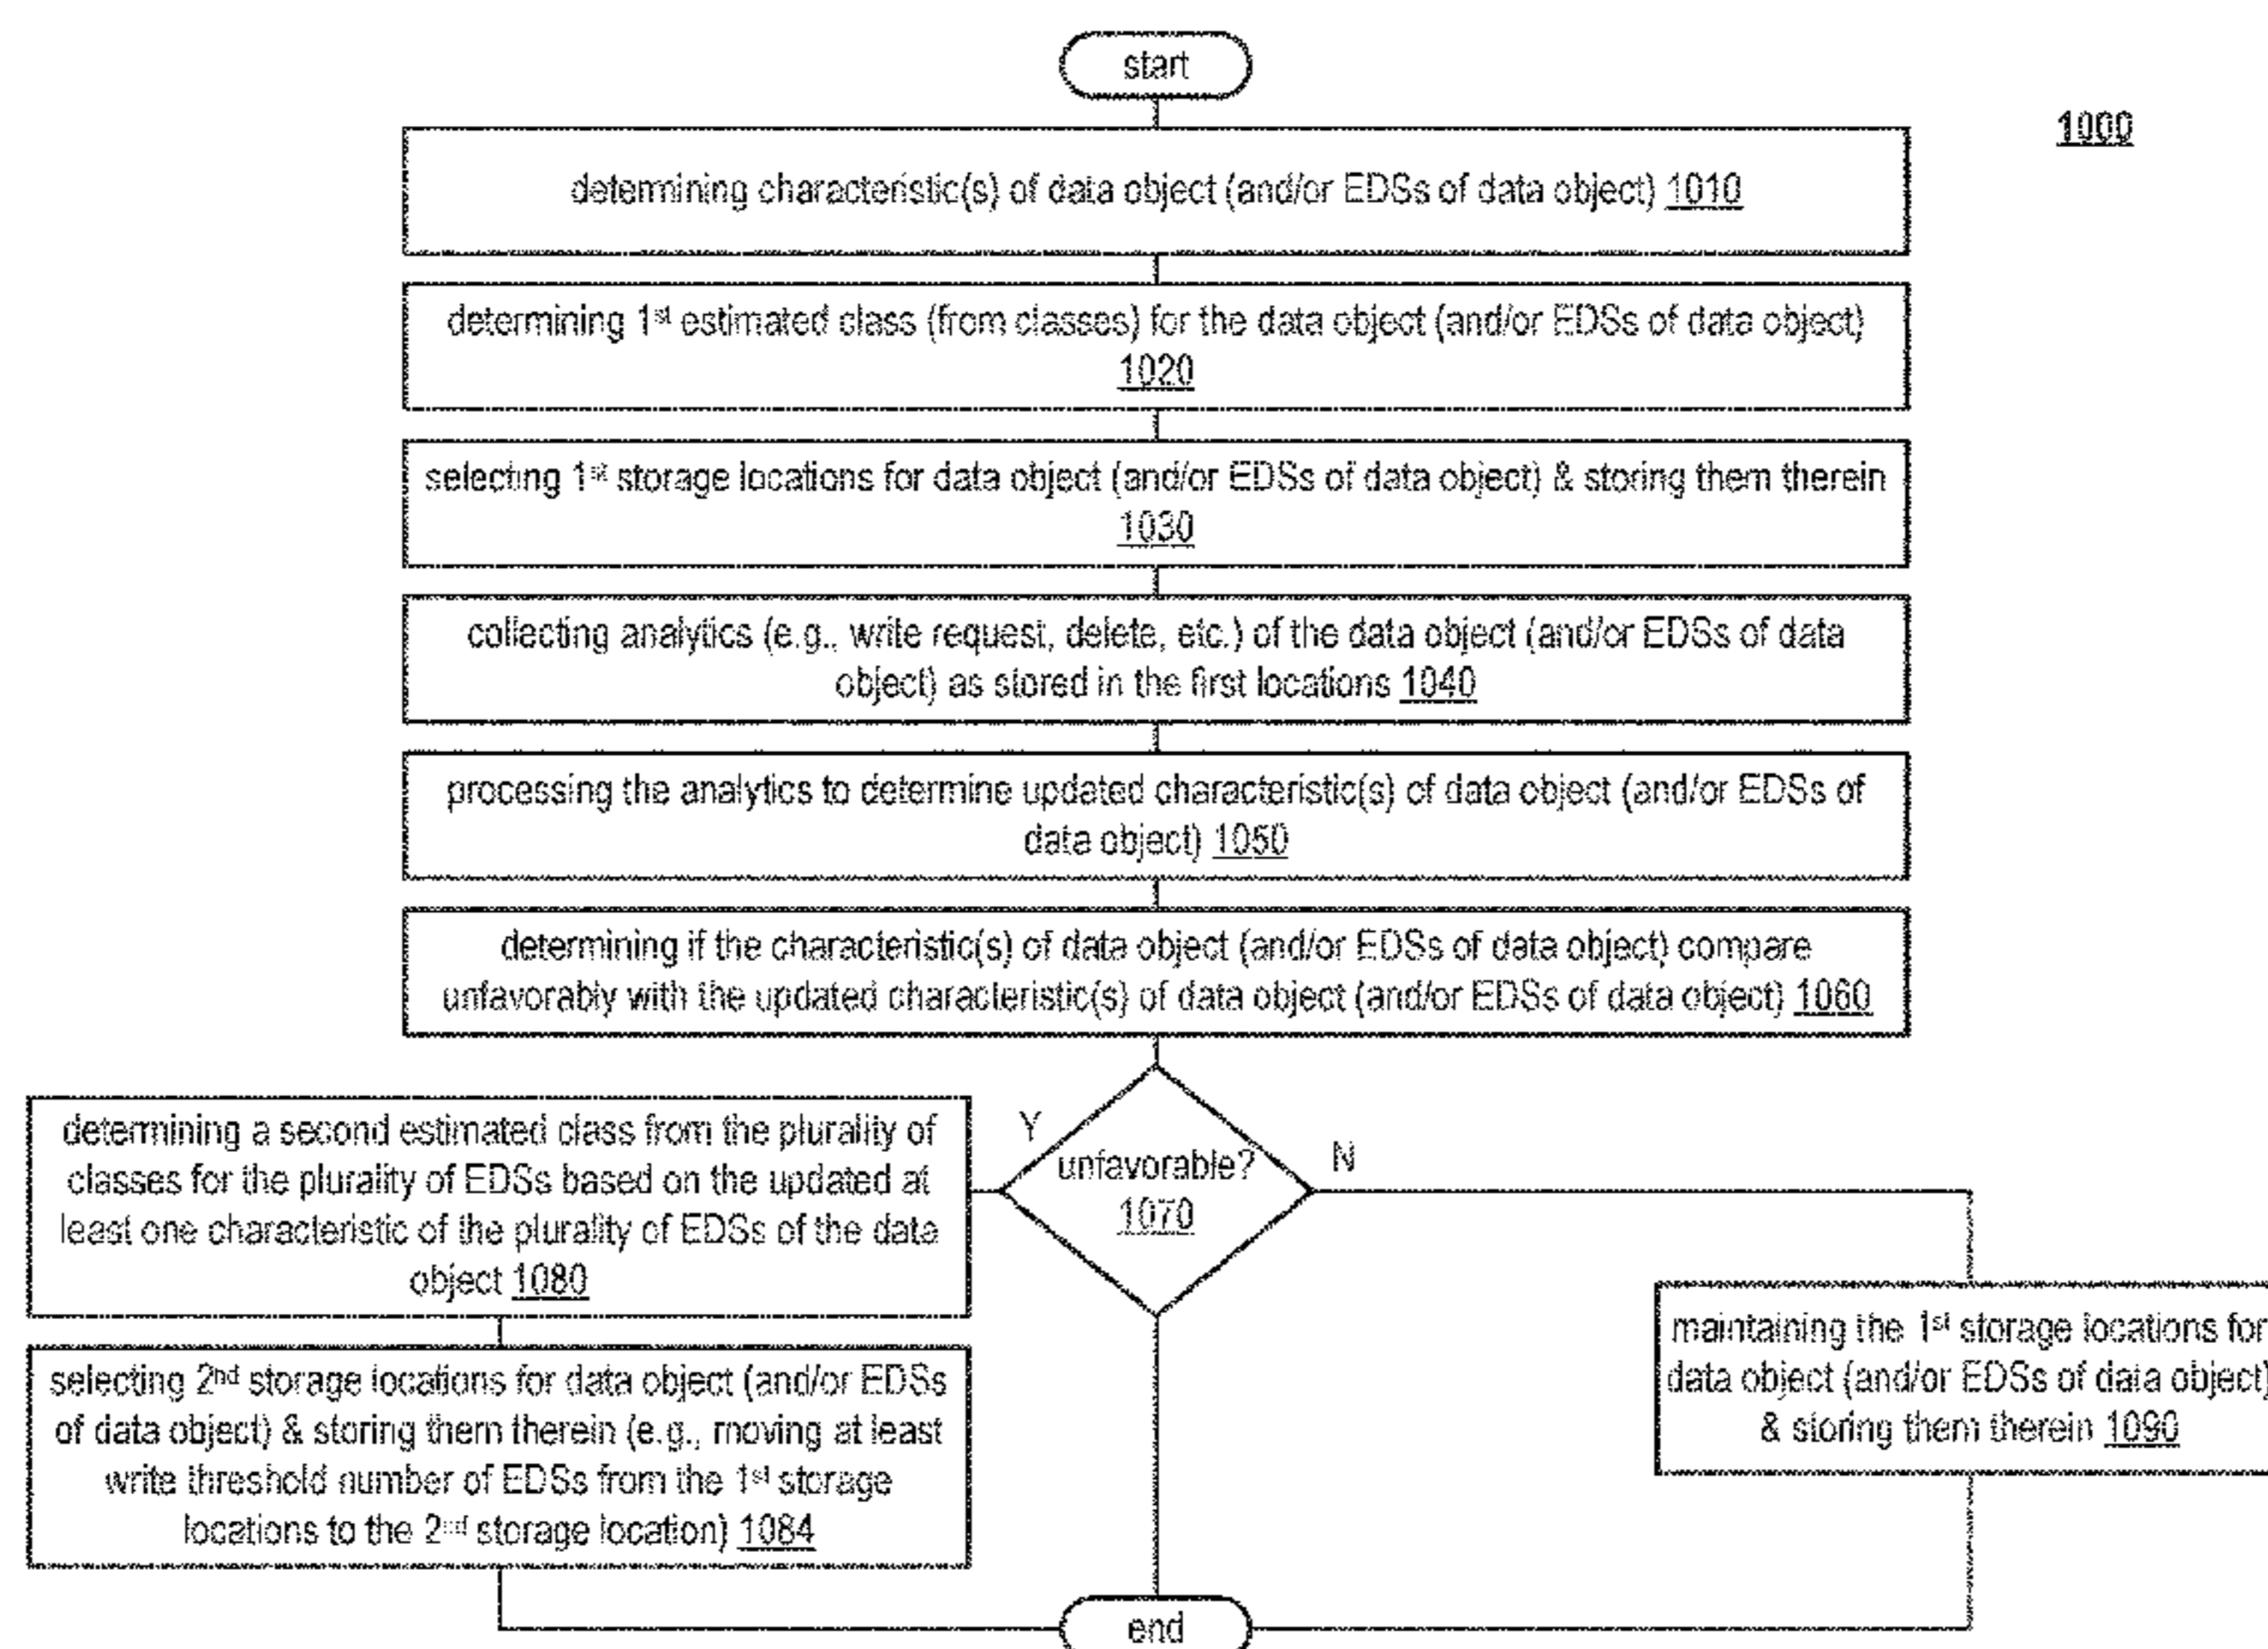 start
1000
determining characteristic(s) of data object (and/or EDSs of data object) 1010
determining 1st estimated class (from classes) for the data object (and/or EDSs of data object)
1020
selecting 1st storage locations for data object (and/or EDSs of data object) & storing them therein
1030
collecting analytics (e.g., write request, delete, etc.) of the data object (and/or EDSs of data
object) as stored in the first locations 1040
processing the analytics to determine updated characteristic(s) of data object (and/or EDSs of
data object) 1050
determining if the characteristic(s) of data object (and/or EDSs of data object) compare
unfavorably with the updated characteristic(s) of data object (and/or EDSs of data object) 1060
Y
unfavorable?
1070
N
determining a second estimated class from the plurality of
classes for the plurality of EDSs based on the updated at
least one characteristic of the plurality of EDSs of the data
object 1080
selecting 2nd storage locations for data object (and/or EDSs
of data object) & storing them therein (e.g., moving at least
write threshold number of EDSs from the 1st storage
locations to the 2nd storage location) 1084
maintaining the 1st storage locations for
data object (and/or EDSs of data object)
& storing them therein 1090
end